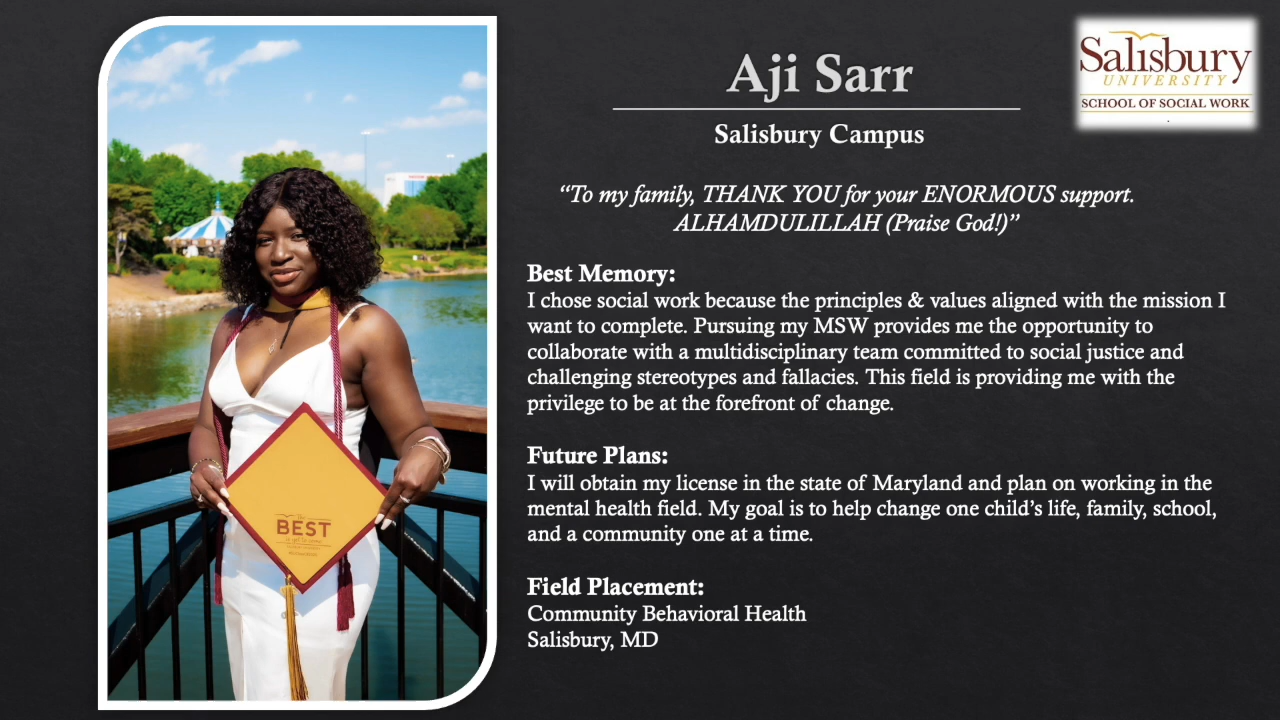 Aji Sarr
Salisbury
UNIVERSITY
SCHOOL OF SOCIAL WORK
Salisbury Campus
“To my family, THANK YOU for your ENORMOUS support.
ALHAMDULILLAH (Praise God!)”
Best Memory:
I chose social work because the principles & values aligned with the mission I
want to complete. Pursuing my MSW provides me the opportunity to
collaborate with a multidisciplinary team committed to social justice and
challenging stereotypes and fallacies. This field is providing me with the
privilege to be at the forefront of change.
Future Plans:
I will obtain my license in the state of Maryland and plan on working in the
mental health field. My goal is to help change one child’s life, family, school,
and a community one at a time.
Field Placement:
Community Behavioral Health
Salisbury, MD
the
BEST
is yet to come